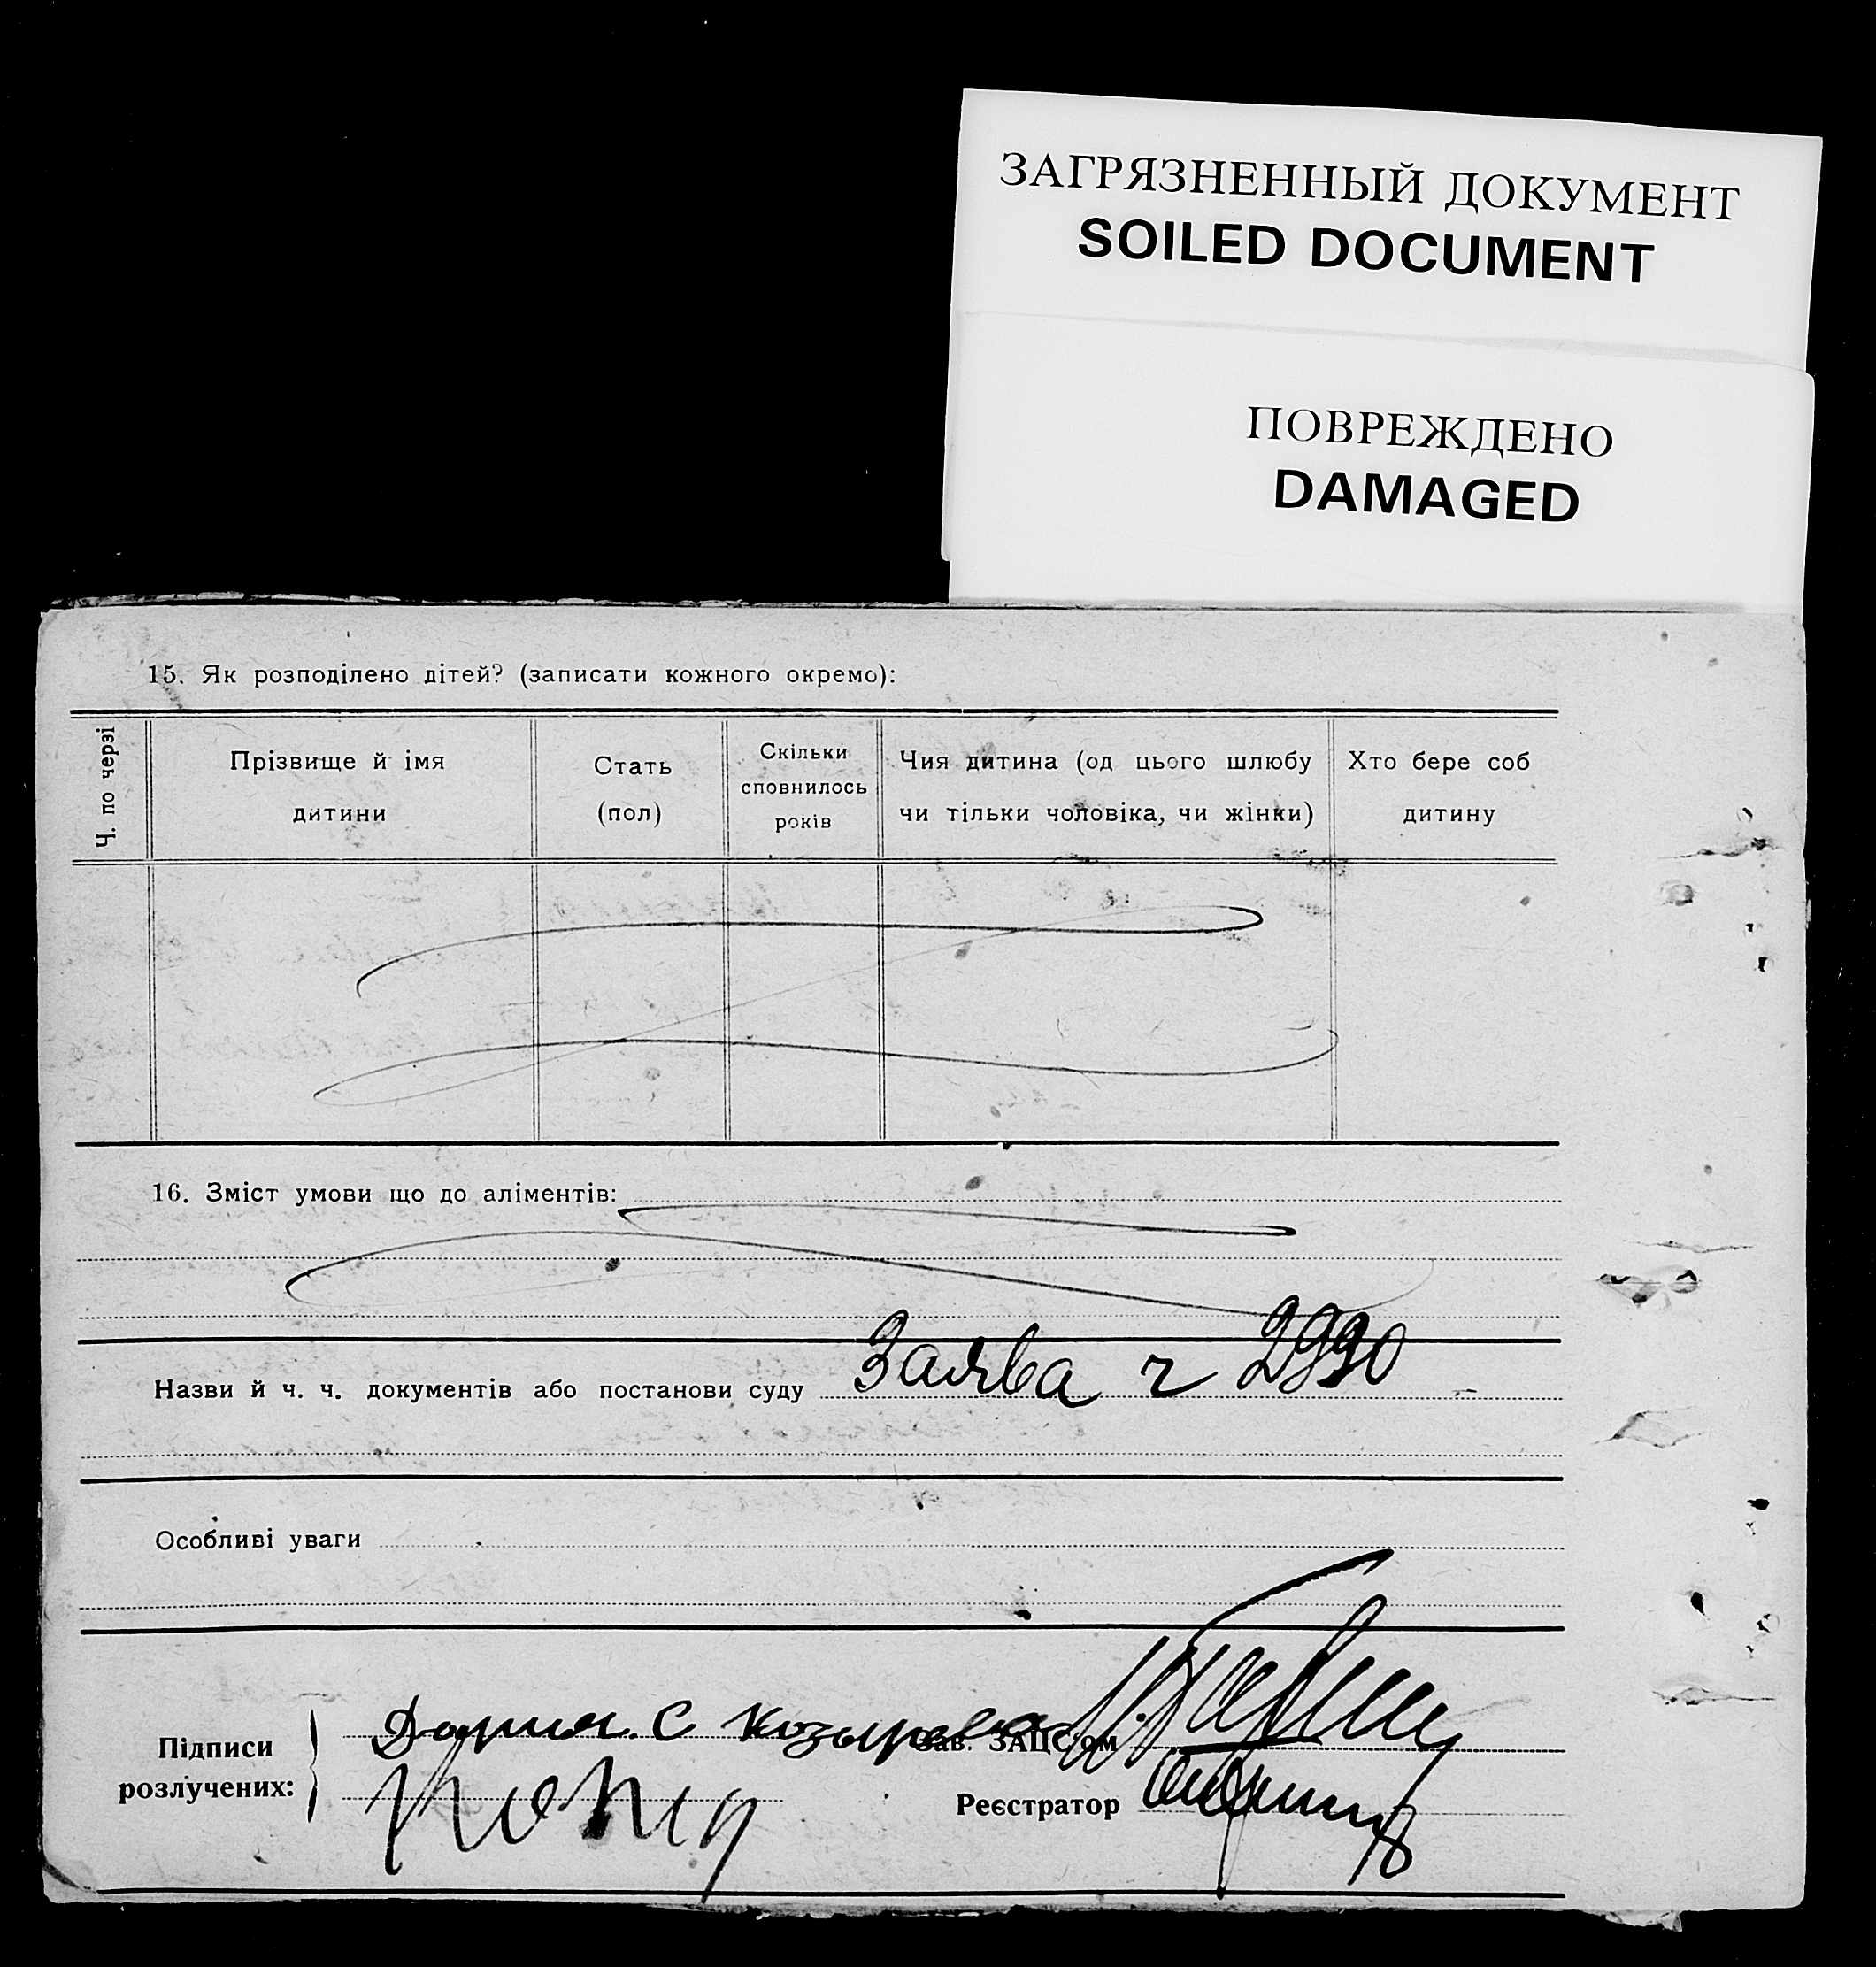 ЗАГРЯЗНЕННЫЙ ДОКУМЕНТ
SOILED DOCUMENT
ПОВРЕЖДЕНО
DAMAGED
15. Як розподілено дітей? (записати кожного окремо):
Ч. по черзі
Прізвище й імя
дитини
Стать
(пол)
Скільки
сповнилось
років
Чия дитина (од цього шлюбу
чи тільки чоловіка, чи жінки)
Хто бере соб
дитину
16. Зміст умови що до аліментів:
Назви й ч. ч. документів або постанови суду Заява ч 2990
Особливі уваги
Підписи
розлучених:
Зав. ЗАЦС'ом
Реєстратор